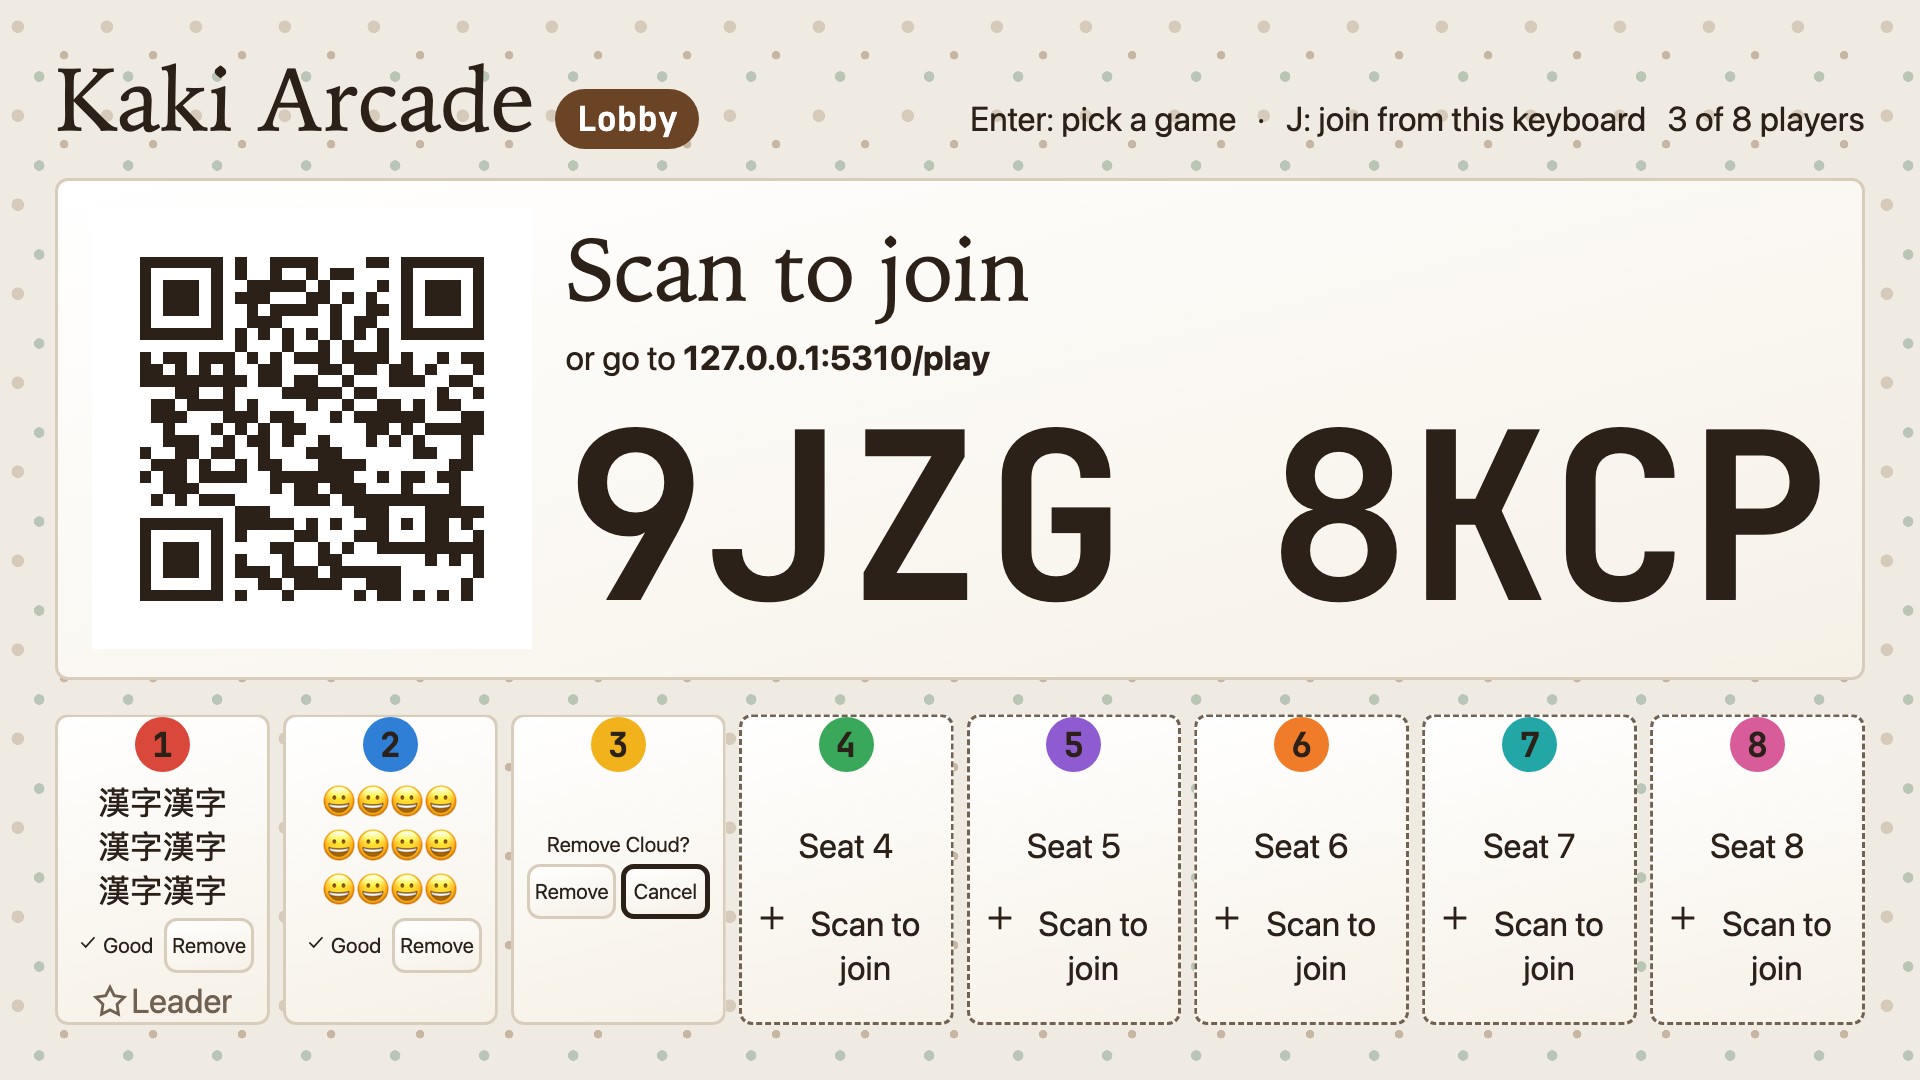 Kaki Arcade Lobby
Enter: pick a game · J: join from this keyboard 3 of 8 players
Scan to join
or go to 127.0.0.1:5310/play
9JZG 8KCP
1
漢字漢字
漢字漢字
漢字漢字
✓ Good Remove
Leader
2
😀😀😀😀
😀😀😀😀
😀😀😀😀
✓ Good Remove
3
Remove Cloud?
Remove Cancel
4
Seat 4
+ Scan to
join
5
Seat 5
+ Scan to
join
6
Seat 6
+ Scan to
join
7
Seat 7
+ Scan to
join
8
Seat 8
+ Scan to
join